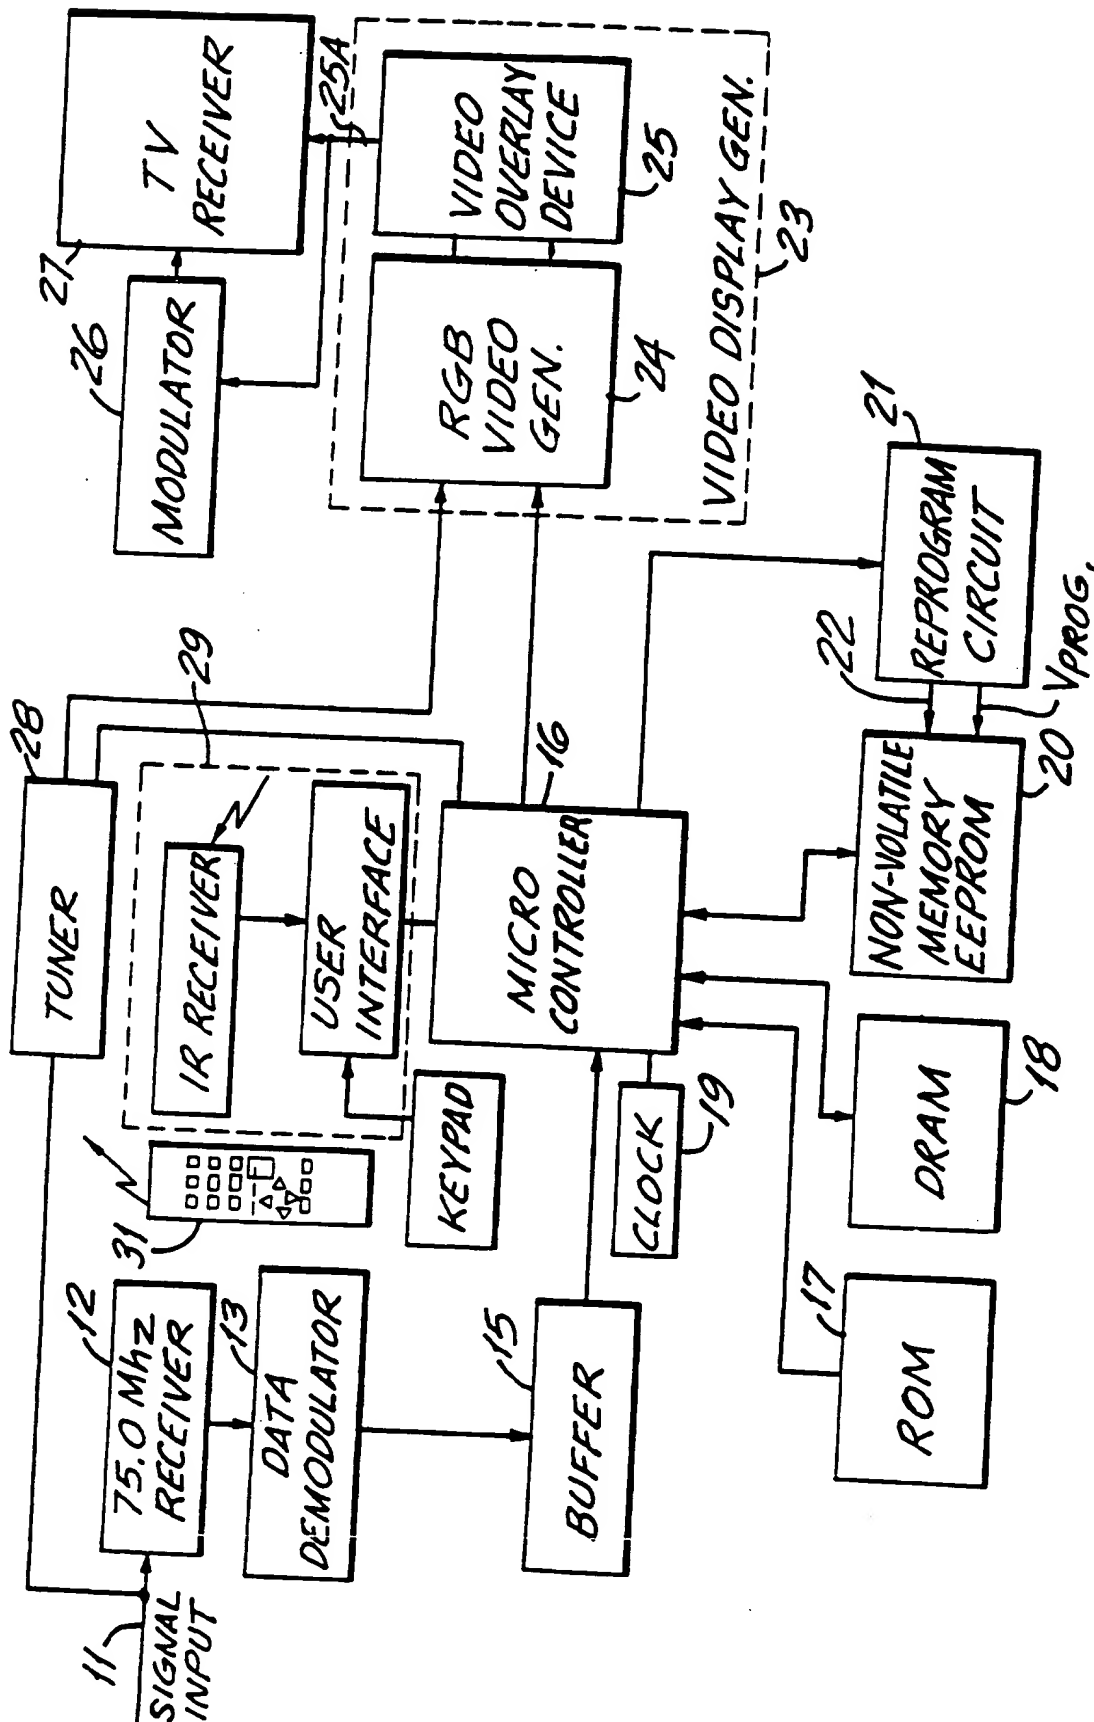 11
SIGNAL
INPUT
12
75.0 Mhz
RECEIVER
13
DATA
DEMODULATOR
15
BUFFER
31
28
TUNER
29
IR RECEIVER
USER
INTERFACE
KEYPAD
16
MICRO
CONTROLLER
CLOCK
19
17
ROM
DRAM
18
NON-VOLATILE
MEMORY
EEPROM
20
22
VPROG.
21
REPROGRAM
CIRCUIT
26
MODULATOR
27
TV
RECEIVER
25A
RGB
VIDEO
GEN.
24
VIDEO
OVERLAY
DEVICE
25
VIDEO DISPLAY GEN.
23